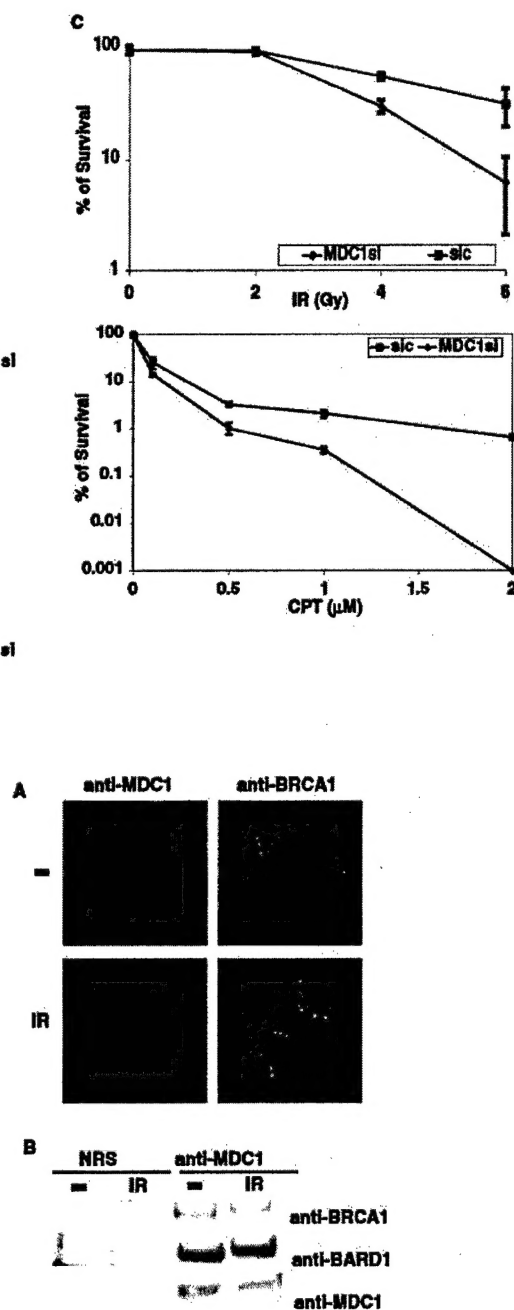 C
100
10
1
% of Survival
MDC1si sic
0 2 4 6
IR (Gy)
si
100
10
1
0.1
0.01
0.001
% of Survival
sic MDC1si
0 0.5 1 1.5 2
CPT (μM)
si
A
anti-MDC1 anti-BRCA1
-
IR
B
NRS anti-MDC1
- IR - IR
anti-BRCA1
anti-BARD1
anti-MDC1